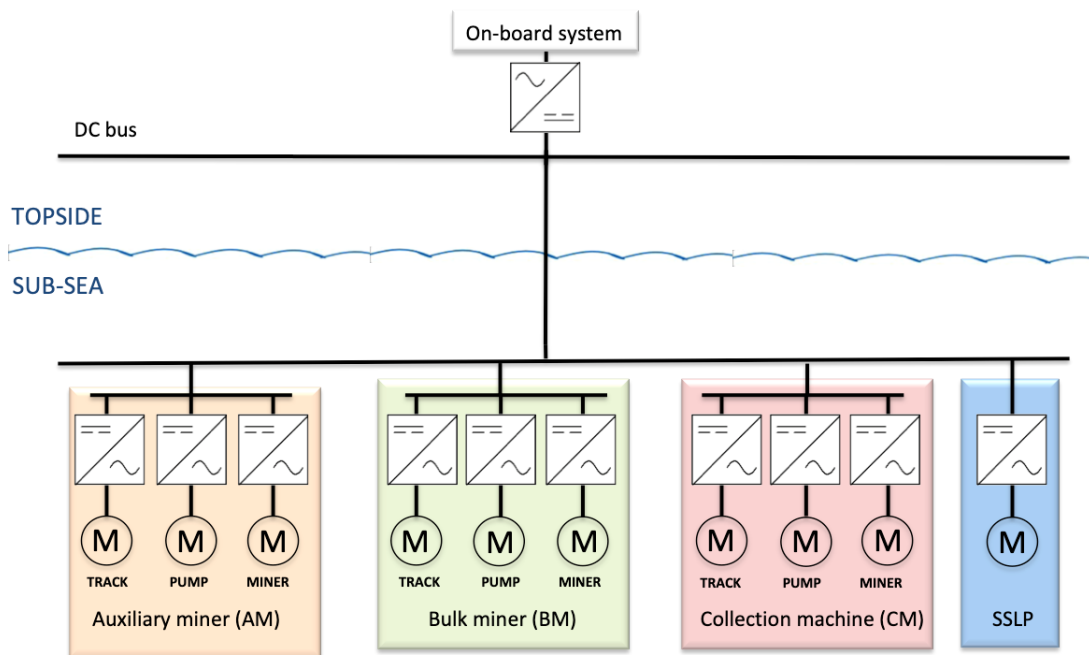 On-board system
DC bus
TOPSIDE
SUB-SEA
M M M M M M M M M M
TRACK PUMP MINER TRACK PUMP MINER TRACK PUMP MINER
Auxiliary miner (AM) Bulk miner (BM) Collection machine (CM) SSLP